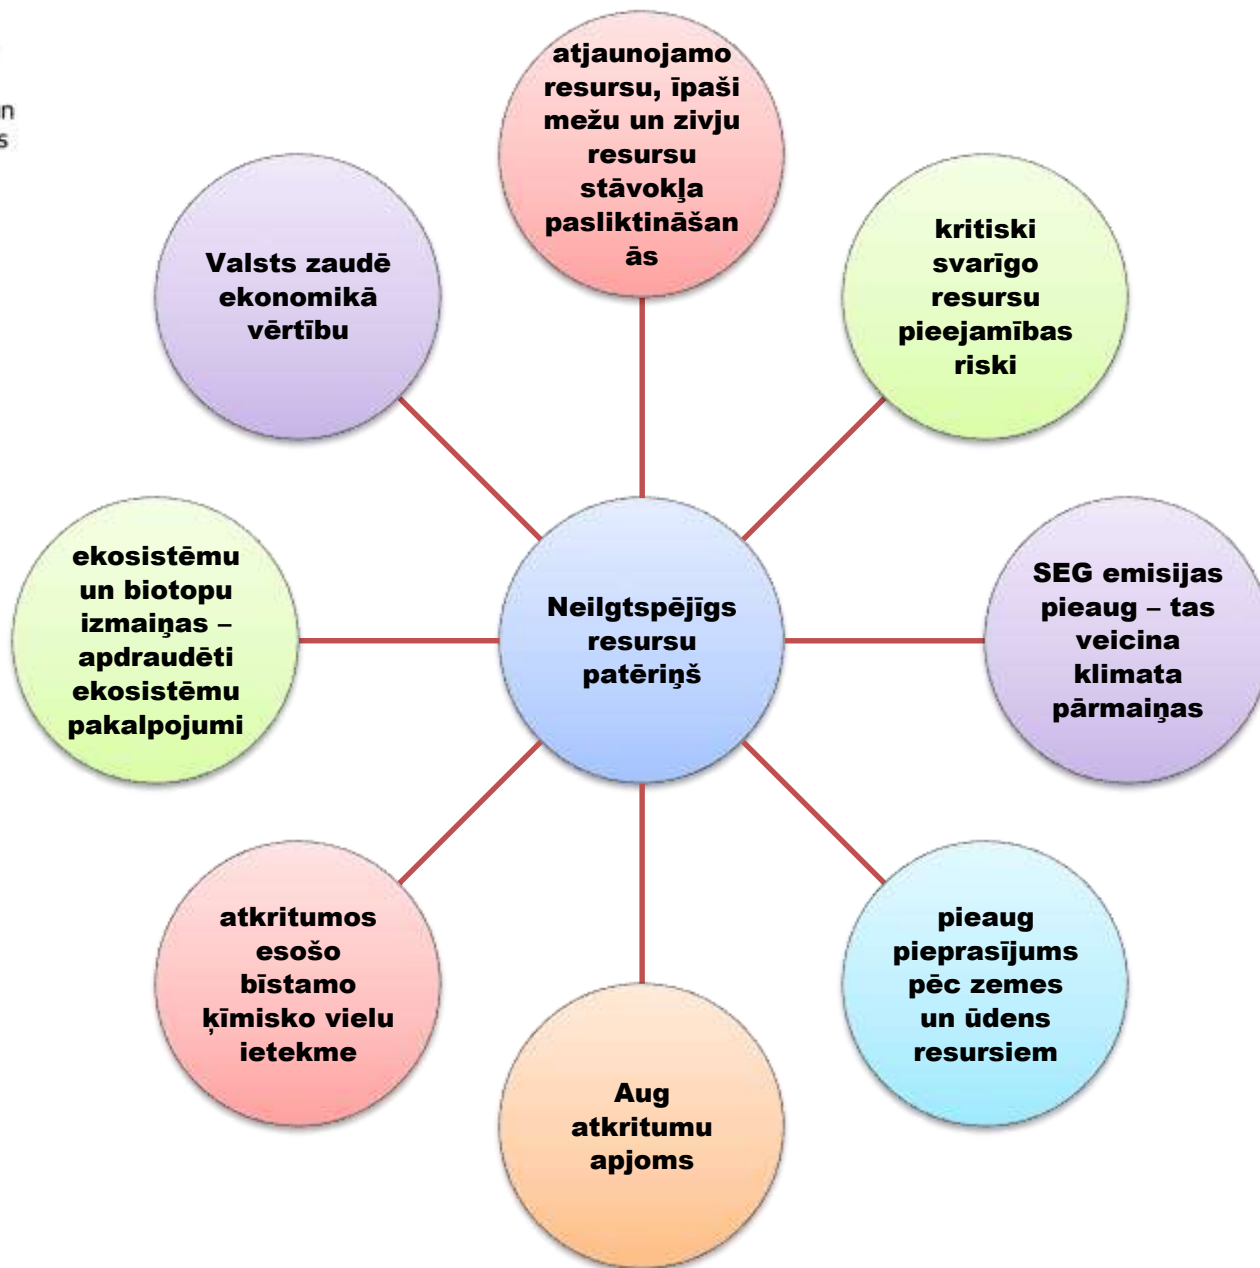 un
s
atjaunojamo
resursu, īpaši
mežu un zivju
resursu
stāvokļa
pasliktināšan
ās
kritiski
svarīgo
resursu
pieejamības
riski
SEG emisijas
pieaug – tas
veicina
klimata
pārmaiņas
pieaug
pieprasījums
pēc zemes
un ūdens
resursiem
Aug
atkritumu
apjoms
atkritumos
esošo
bīstamo
ķīmisko vielu
ietekme
ekosistēmu
un biotopu
izmaiņas –
apdraudēti
ekosistēmu
pakalpojumi
Valsts zaudē
ekonomikā
vērtību
Neilgtspējīgs
resursu
patēriņš